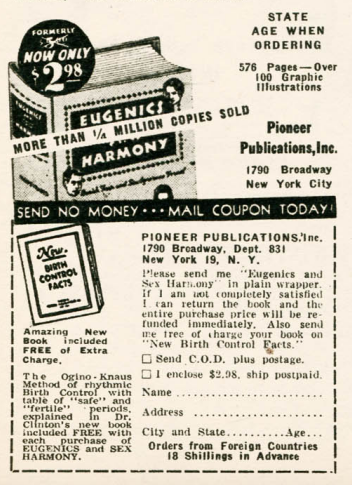 FORMERLY
$5.00
NOW ONLY
$2.98
STATE
AGE WHEN
ORDERING
576 Pages—Over
100 Graphic
Illustrations
EUGENICS
HARMONY
MORE THAN 1/4 MILLION COPIES SOLD
Pioneer
Publications, Inc.
1790 Broadway
New York City
SEND NO MONEY • • • MAIL COUPON TODAY!
New
BIRTH
CONTROL
FACTS
Amazing New
Book included
FREE of Extra
Charge.
The Ogino-Knaus
Method of rhythmic
Birth Control with
table of "safe" and
"fertile" periods,
explained in Dr.
Clinton's new book
included FREE with
each purchase of
EUGENICS and SEX
HARMONY.
PIONEER PUBLICATIONS, Inc.
1790 Broadway, Dept. 831
New York 19, N. Y.
Please send me "Eugenics and
Sex Harmony" in plain wrapper.
If I am not completely satisfied
I can return the book and the
entire purchase price will be re-
funded immediately. Also send
me free of charge your book on
"New Birth Control Facts."
☐ Send C.O.D. plus postage.
☐ I enclose $2.98, ship postpaid.
Name
Address
City and State........Age...
Orders from Foreign Countries
18 Shillings in Advance